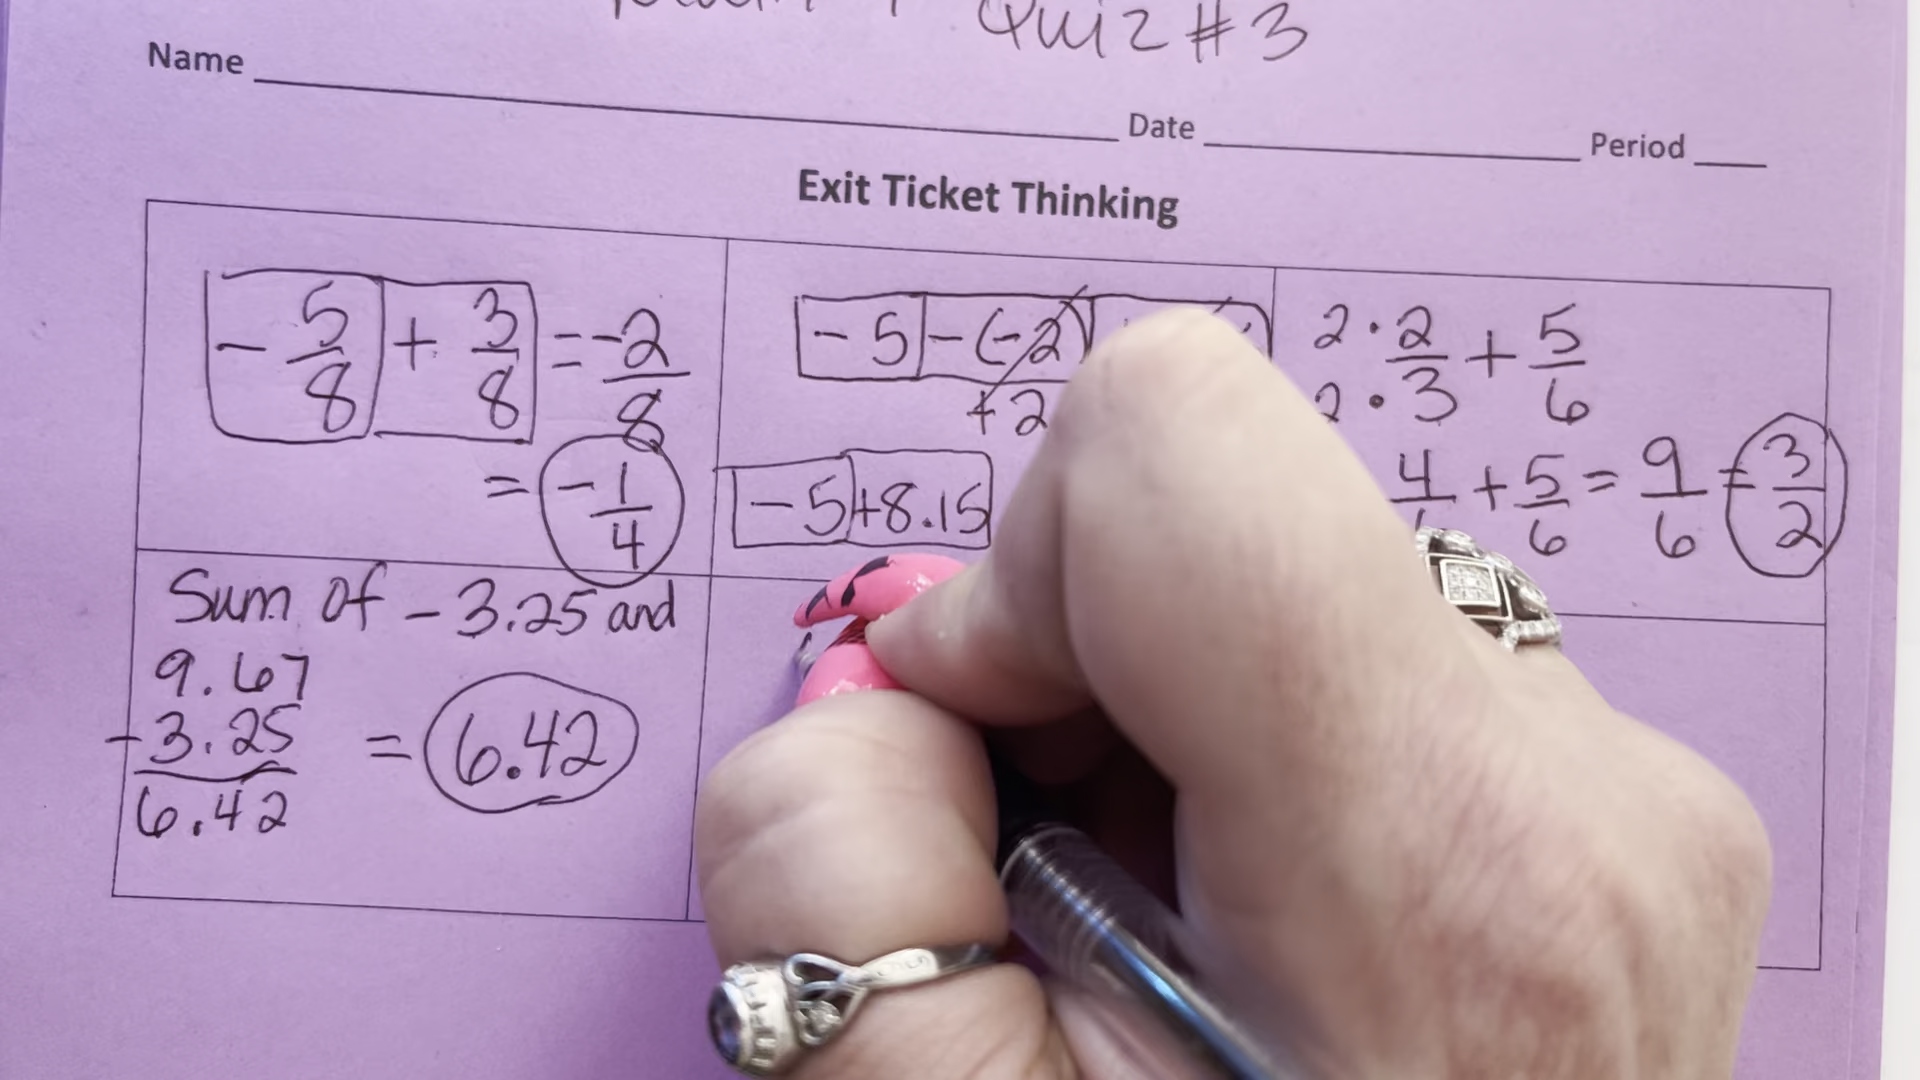 Quiz #3
Name Date Period
Exit Ticket Thinking
- 5/8 + 3/8 = -2/8
= -1/4
- 5 - (-2)
+2
- 5 +8.15
2 · 2/2 · 3 + 5/6
4 + 5/6 = 9/6 = 3/2
Sum of - 3.25 and
9.67
- 3.25
6.42
= 6.42